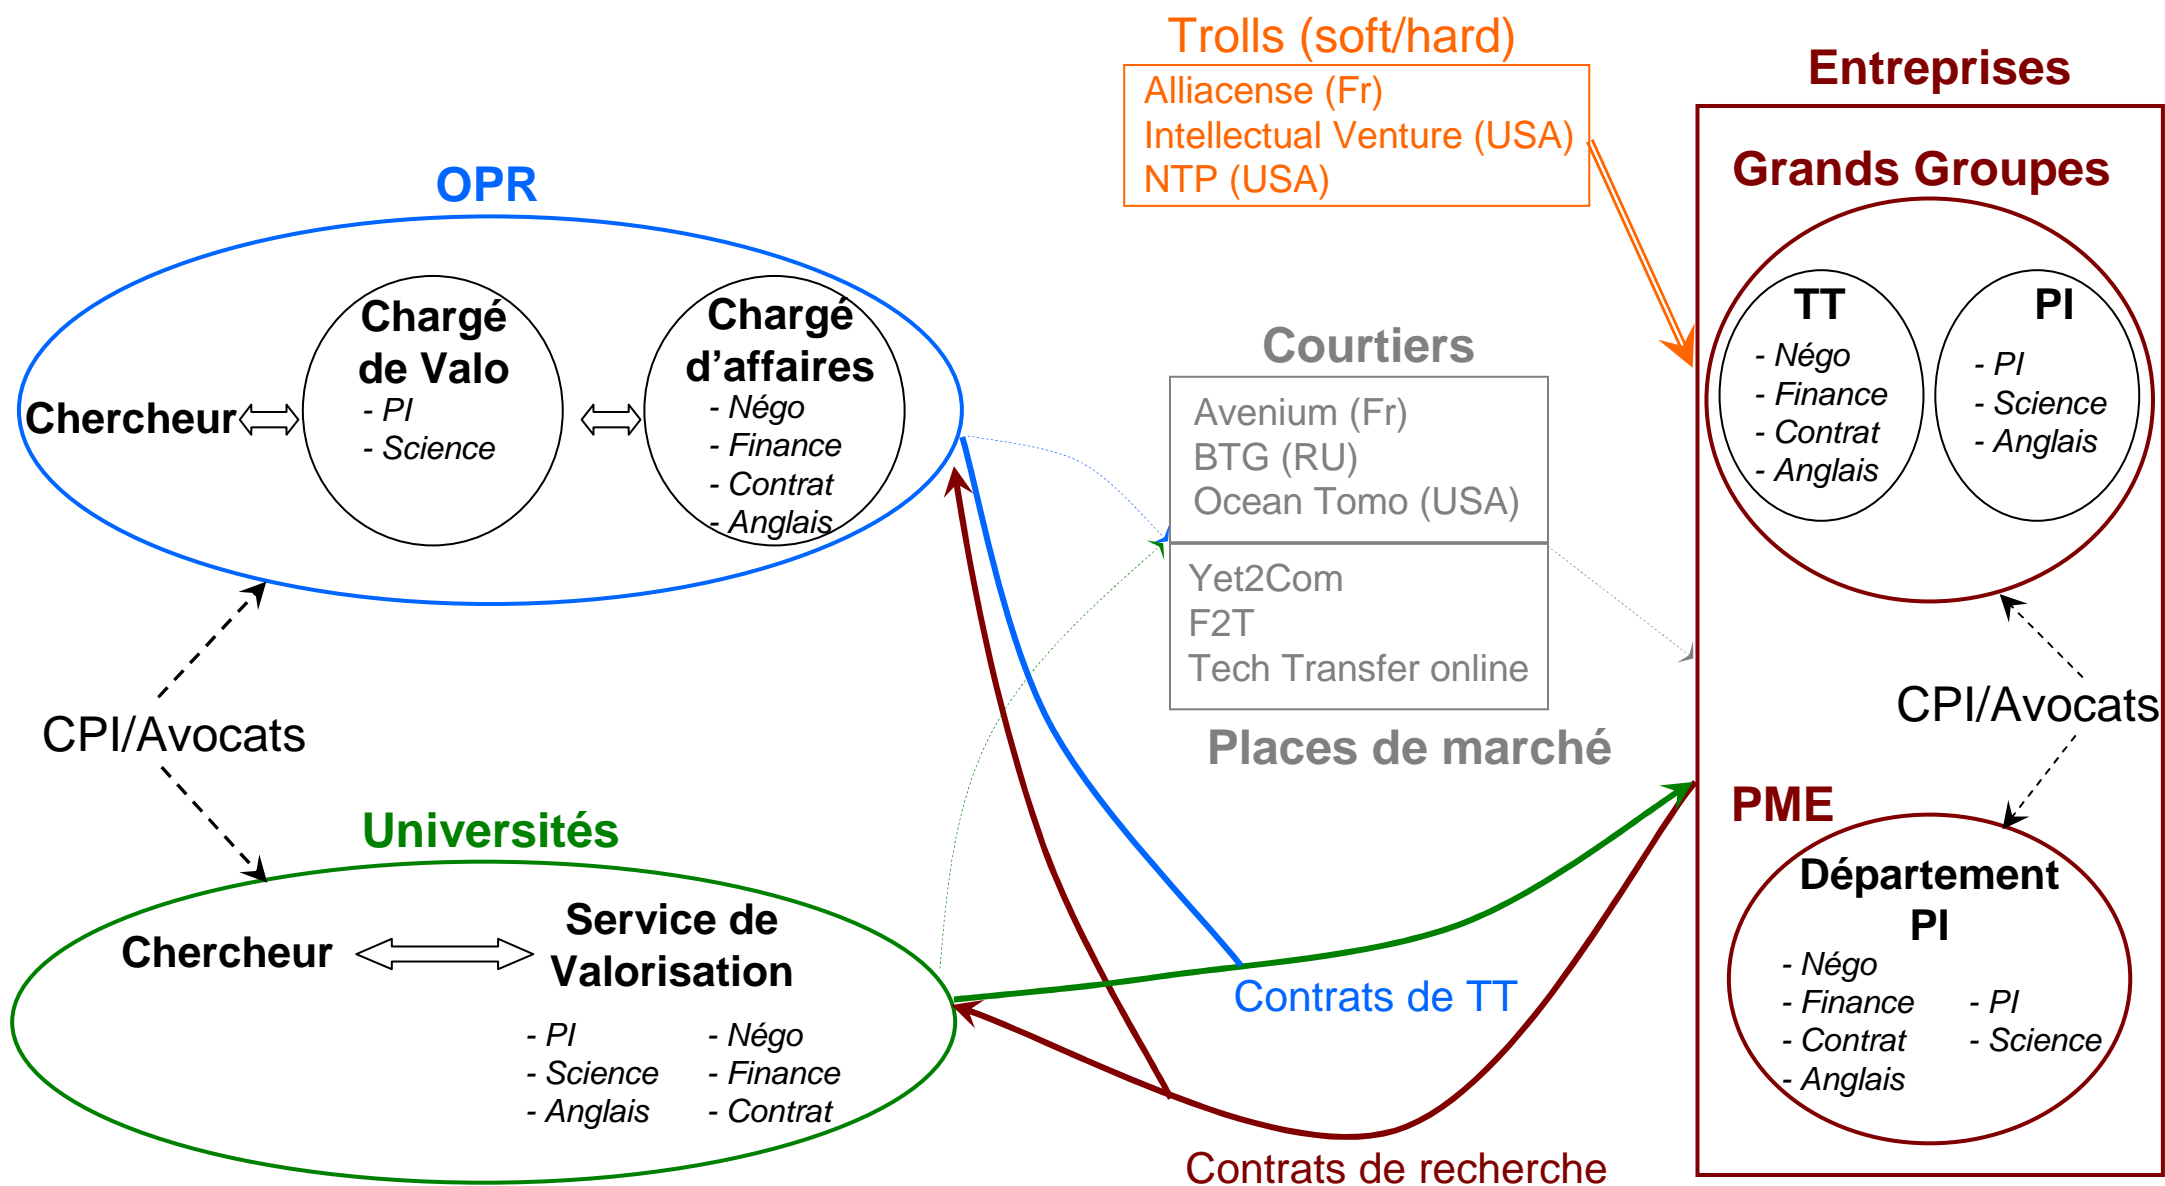 Trolls (soft/hard)
Alliacense (Fr)
Intellectual Venture (USA)
NTP (USA)
Entreprises
Grands Groupes
TT
- Négo
- Finance
- Contrat
- Anglais
PI
- PI
- Science
- Anglais
OPR
Chercheur
Chargé
de Valo
- PI
- Science
Chargé
d'affaires
- Négo
- Finance
- Contrat
- Anglais
Courtiers
Avenium (Fr)
BTG (RU)
Ocean Tomo (USA)
Yet2Com
F2T
Tech Transfer online
Places de marché
CPI/Avocats
CPI/Avocats
Universités
Chercheur
Service de
Valorisation
- PI
- Science
- Anglais
- Négo
- Finance
- Contrat
Contrats de TT
Contrats de recherche
PME
Département
PI
- Négo
- Finance
- Contrat
- Anglais
- PI
- Science